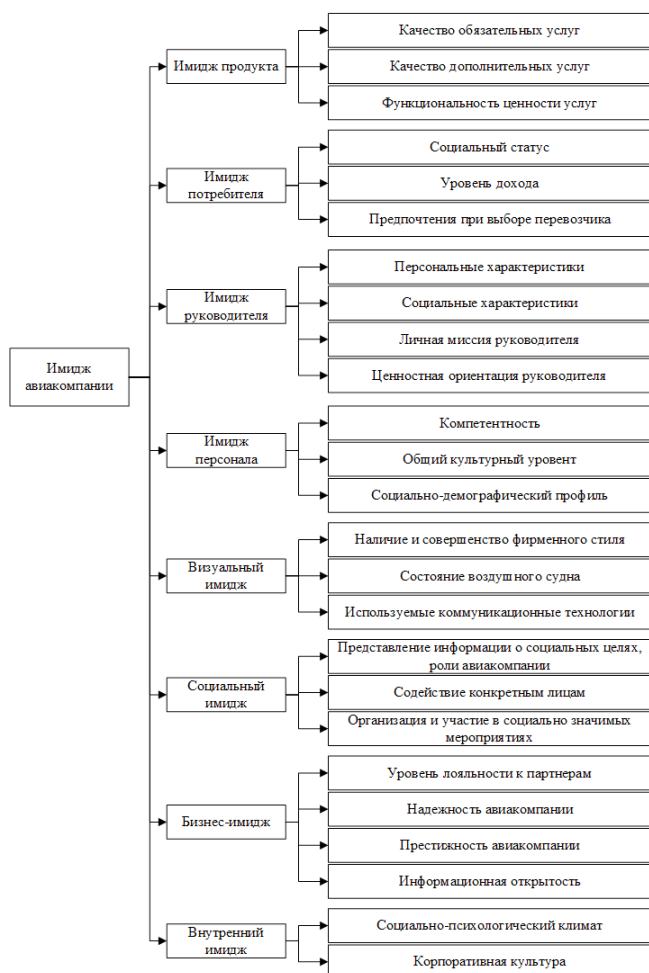 Имидж
авиакомпании
Имидж продукта
Качество обязательных услуг
Качество дополнительных услуг
Функциональность ценности услуг
Имидж
потребителя
Социальный статус
Уровень дохода
Предпочтения при выборе перевозчика
Имидж
руководителя
Персональные характеристики
Социальные характеристики
Личная миссия руководителя
Ценностная ориентация руководителя
Имидж
персонала
Компетентность
Общий культурный уровент
Социально-демографический профиль
Визуальный
имидж
Наличие и совершенство фирменного стиля
Состояние воздушного судна
Используемые коммуникационные технологии
Социальный
имидж
Представление информации о социальных целях,
роли авиакомпании
Содействие конкретным лицам
Организация и участие в социально значимых
мероприятиях
Бизнес-имидж
Уровень лояльности к партнерам
Надежность авиакомпании
Престижность авиакомпании
Информационная открытость
Внутренний
имидж
Социально-психологический климат
Корпоративная культура